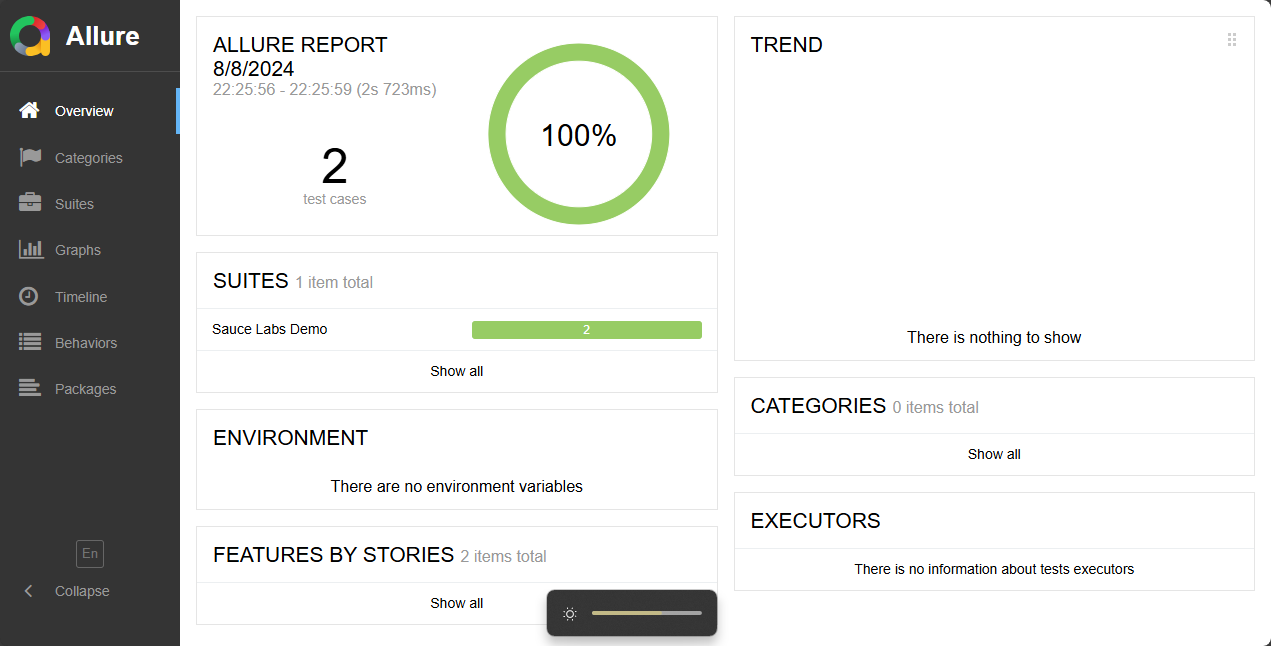 Allure
Overview
Categories
Suites
Graphs
Timeline
Behaviors
Packages
En
Collapse
ALLURE REPORT
8/8/2024
22:25:56 - 22:25:59 (2s 723ms)
2
test cases
100%
SUITES 1 item total
Sauce Labs Demo 2
Show all
ENVIRONMENT
There are no environment variables
FEATURES BY STORIES 2 items total
Show all
TREND
There is nothing to show
CATEGORIES 0 items total
Show all
EXECUTORS
There is no information about tests executors